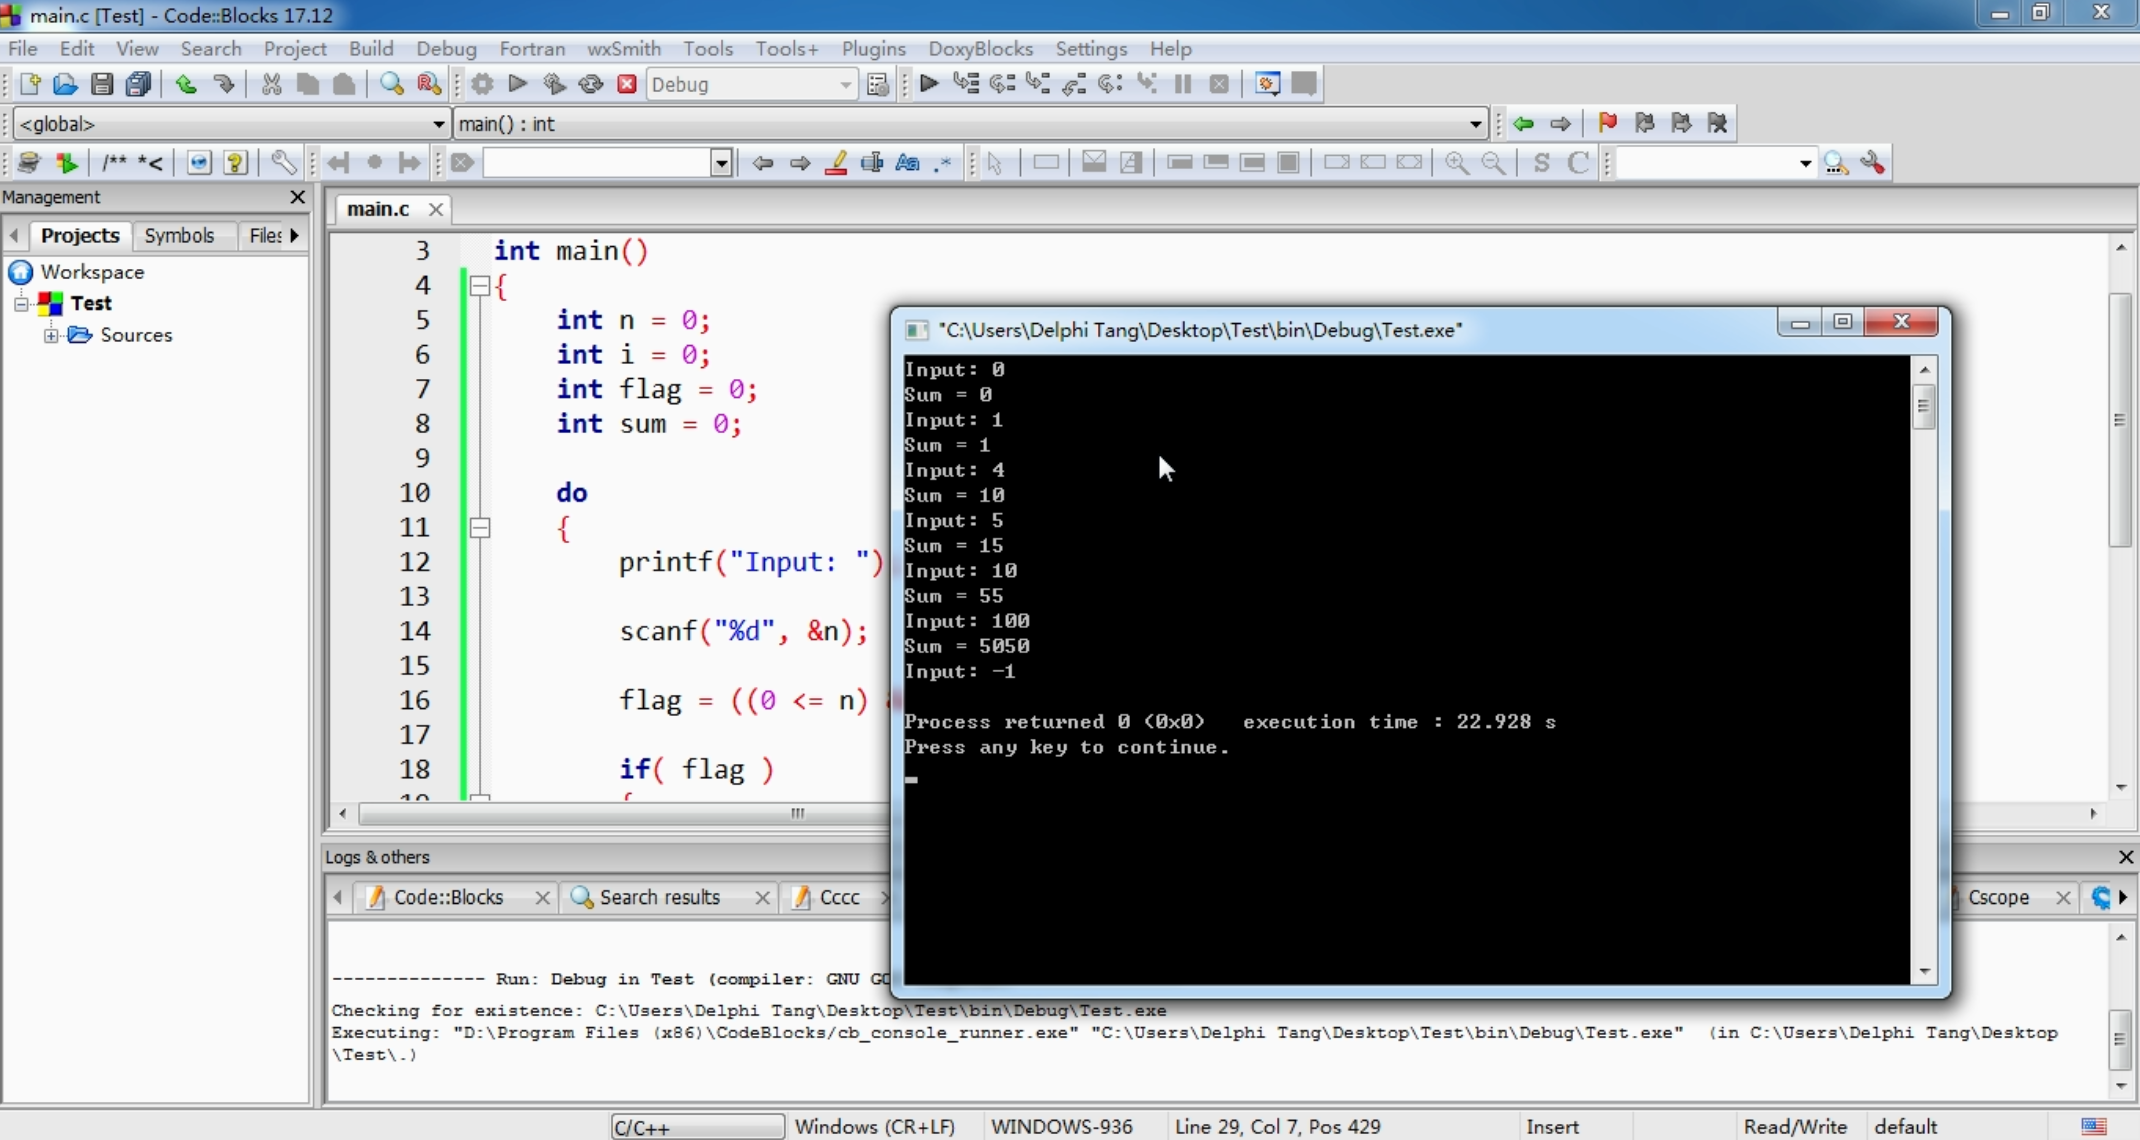 main.c [Test] - Code::Blocks 17.12
File Edit View Search Project Build Debug Fortran wxSmith Tools Tools+ Plugins DoxyBlocks Settings Help
Debug
<global>
main() : int
/** *<
Aa .*
S C
Management
Projects Symbols Files
Workspace
Test
Sources
main.c
3 int main()
4 {
5 int n = 0;
6 int i = 0;
7 int flag = 0;
8 int sum = 0;
9
10 do
11 {
12 printf("Input: ")
13
14 scanf("%d", &n);
15
16 flag = ((0 <= n)
17
18 if( flag )
19 {
"C:\Users\Delphi Tang\Desktop\Test\bin\Debug\Test.exe"
Input: 0
Sum = 0
Input: 1
Sum = 1
Input: 4
Sum = 10
Input: 5
Sum = 15
Input: 10
Sum = 55
Input: 100
Sum = 5050
Input: -1
Process returned 0 (0x0) execution time : 22.928 s
Press any key to continue.
Logs & others
Code::Blocks
Search results
Cccc
Cscope
-------------- Run: Debug in Test (compiler: GNU GC
Checking for existence: C:\Users\Delphi Tang\Desktop\Test\bin\Debug\Test.exe
Executing: "D:\Program Files (x86)\CodeBlocks/cb_console_runner.exe" "C:\Users\Delphi Tang\Desktop\Test\bin\Debug\Test.exe" (in C:\Users\Delphi Tang\Desktop
\Test\.)
C/C++ Windows (CR+LF) WINDOWS-936 Line 29, Col 7, Pos 429 Insert Read/Write default